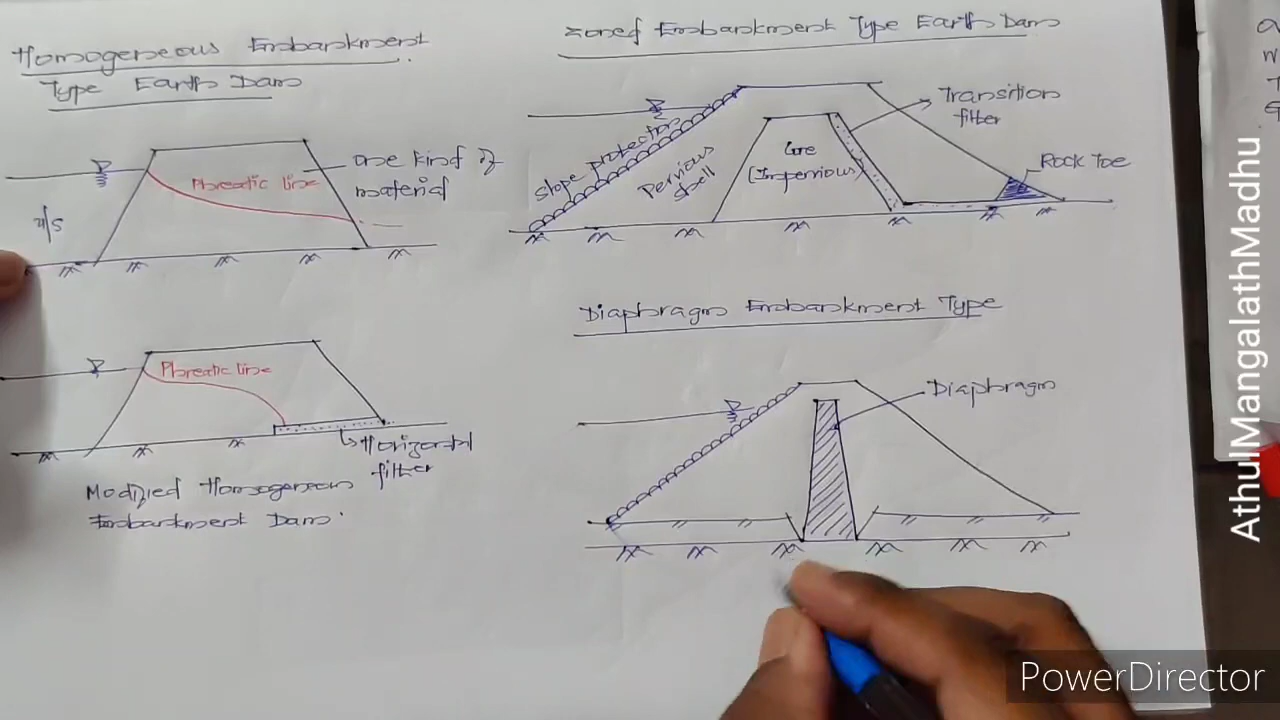 Homogeneous Embankment
Type Earth Dam
Phreatic line
One kind of
material
u/s
Phreatic line
Horizontal
filter
Modified Homogeneous
Embankment Dam.
Zoned Embankment Type Earth Dam
Slope protection
Pervious
shell
Core
(Impervious)
Transition
filter
Rock Toe
Diaphragm Embankment Type
Diaphragm
AthulMangalathMadhu
PowerDirector